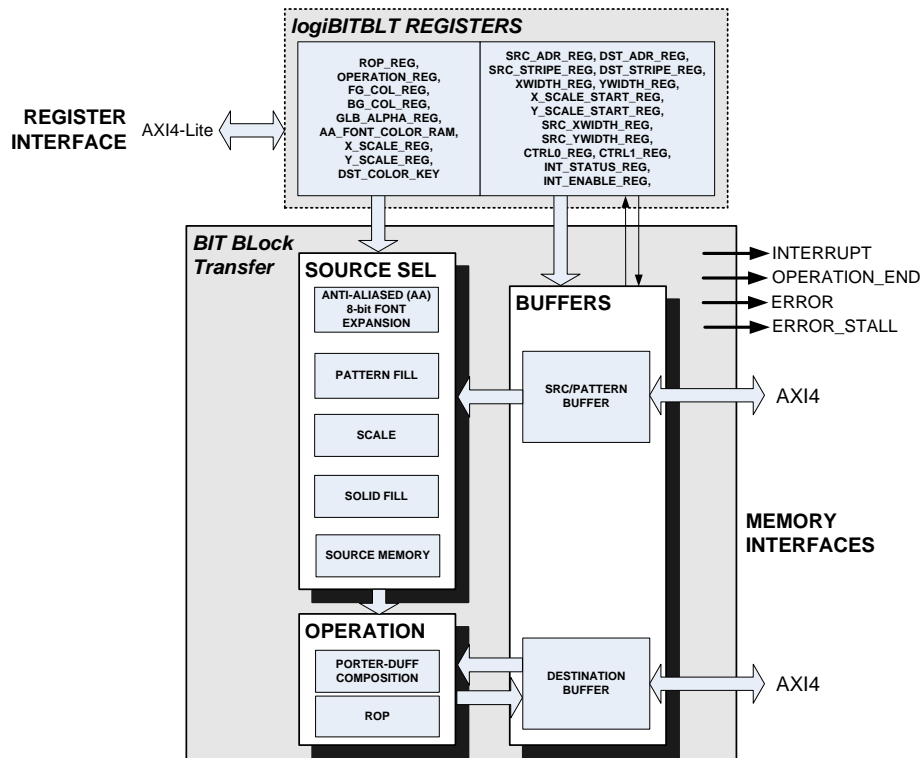 logiBITBLT REGISTERS
ROP_REG,
OPERATION_REG,
FG_COL_REG,
BG_COL_REG,
GLB_ALPHA_REG,
AA_FONT_COLOR_RAM,
X_SCALE_REG,
Y_SCALE_REG,
DST_COLOR_KEY
SRC_ADR_REG, DST_ADR_REG,
SRC_STRIPE_REG, DST_STRIPE_REG,
XWIDTH_REG, YWIDTH_REG,
X_SCALE_START_REG,
Y_SCALE_START_REG,
SRC_XWIDTH_REG,
SRC_YWIDTH_REG,
CTRL0_REG, CTRL1_REG,
INT_STATUS_REG,
INT_ENABLE_REG,
REGISTER
INTERFACE
AXI4-Lite
BIT BLock
Transfer
SOURCE SEL
ANTI-ALIASED (AA)
8-bit FONT
EXPANSION
PATTERN FILL
SCALE
SOLID FILL
SOURCE MEMORY
BUFFERS
SRC/PATTERN
BUFFER
INTERRUPT
OPERATION_END
ERROR
ERROR_STALL
AXI4
MEMORY
INTERFACES
OPERATION
PORTER-DUFF
COMPOSITION
ROP
DESTINATION
BUFFER
AXI4